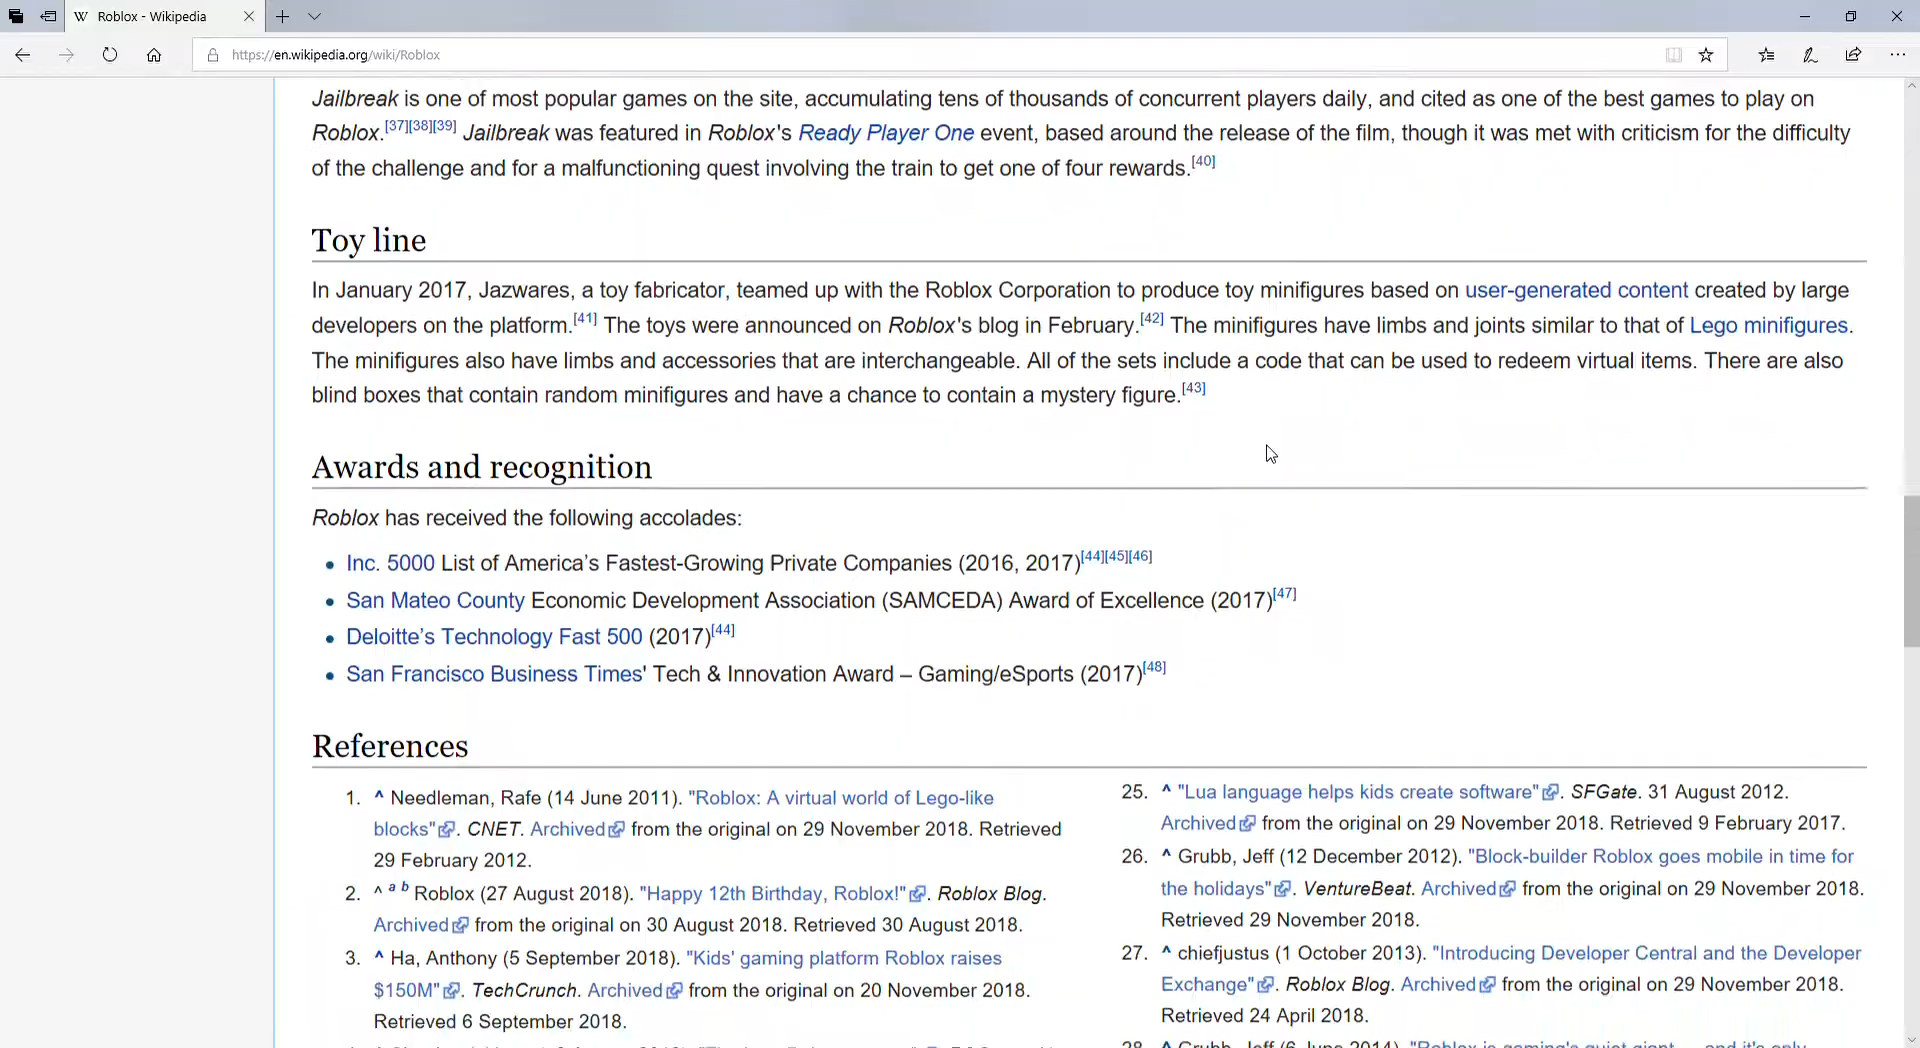 Roblox - Wikipedia
https://en.wikipedia.org/wiki/Roblox
Jailbreak is one of most popular games on the site, accumulating tens of thousands of concurrent players daily, and cited as one of the best games to play on
Roblox.[37][38][39] Jailbreak was featured in Roblox's Ready Player One event, based around the release of the film, though it was met with criticism for the difficulty
of the challenge and for a malfunctioning quest involving the train to get one of four rewards.[40]
Toy line
In January 2017, Jazwares, a toy fabricator, teamed up with the Roblox Corporation to produce toy minifigures based on user-generated content created by large
developers on the platform.[41] The toys were announced on Roblox's blog in February.[42] The minifigures have limbs and joints similar to that of Lego minifigures.
The minifigures also have limbs and accessories that are interchangeable. All of the sets include a code that can be used to redeem virtual items. There are also
blind boxes that contain random minifigures and have a chance to contain a mystery figure.[43]
Awards and recognition
Roblox has received the following accolades:
• Inc. 5000 List of America’s Fastest-Growing Private Companies (2016, 2017)[44][45][46]
• San Mateo County Economic Development Association (SAMCEDA) Award of Excellence (2017)[47]
• Deloitte’s Technology Fast 500 (2017)[44]
• San Francisco Business Times' Tech & Innovation Award – Gaming/eSports (2017)[48]
References
1. ^ Needleman, Rafe (14 June 2011). "Roblox: A virtual world of Lego-like
blocks". CNET. Archived from the original on 29 November 2018. Retrieved
29 February 2012.
2. ^ a b Roblox (27 August 2018). "Happy 12th Birthday, Roblox!". Roblox Blog.
Archived from the original on 30 August 2018. Retrieved 30 August 2018.
3. ^ Ha, Anthony (5 September 2018). "Kids' gaming platform Roblox raises
$150M". TechCrunch. Archived from the original on 20 November 2018.
Retrieved 6 September 2018.
25. ^ "Lua language helps kids create software". SFGate. 31 August 2012.
Archived from the original on 29 November 2018. Retrieved 9 February 2017.
26. ^ Grubb, Jeff (12 December 2012). "Block-builder Roblox goes mobile in time for
the holidays". VentureBeat. Archived from the original on 29 November 2018.
Retrieved 29 November 2018.
27. ^ chiefjustus (1 October 2013). "Introducing Developer Central and the Developer
Exchange". Roblox Blog. Archived from the original on 29 November 2018.
Retrieved 24 April 2018.
28. ^ Grubb, Jeff (6 June 2014). "Roblox is gaming's quiet giant — and it's only